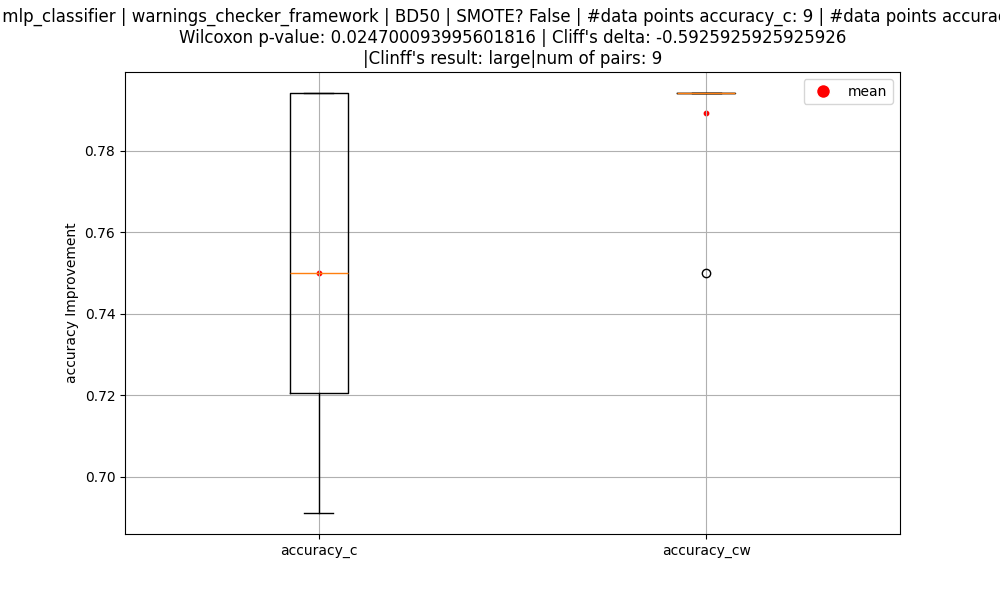 mlp_classifier | warnings_checker_framework | BD50 | SMOTE? False | #data points accuracy_c: 9 | #data points
Wilcoxon p-value: 0.024700093995601816 | Cliff's delta: -0.5925925925925926
|Clinff's result: large|num of pairs: 9
mean
accuracy Improvement
0.78
0.76
0.74
0.72
0.70
accuracy_c
accuracy_cw